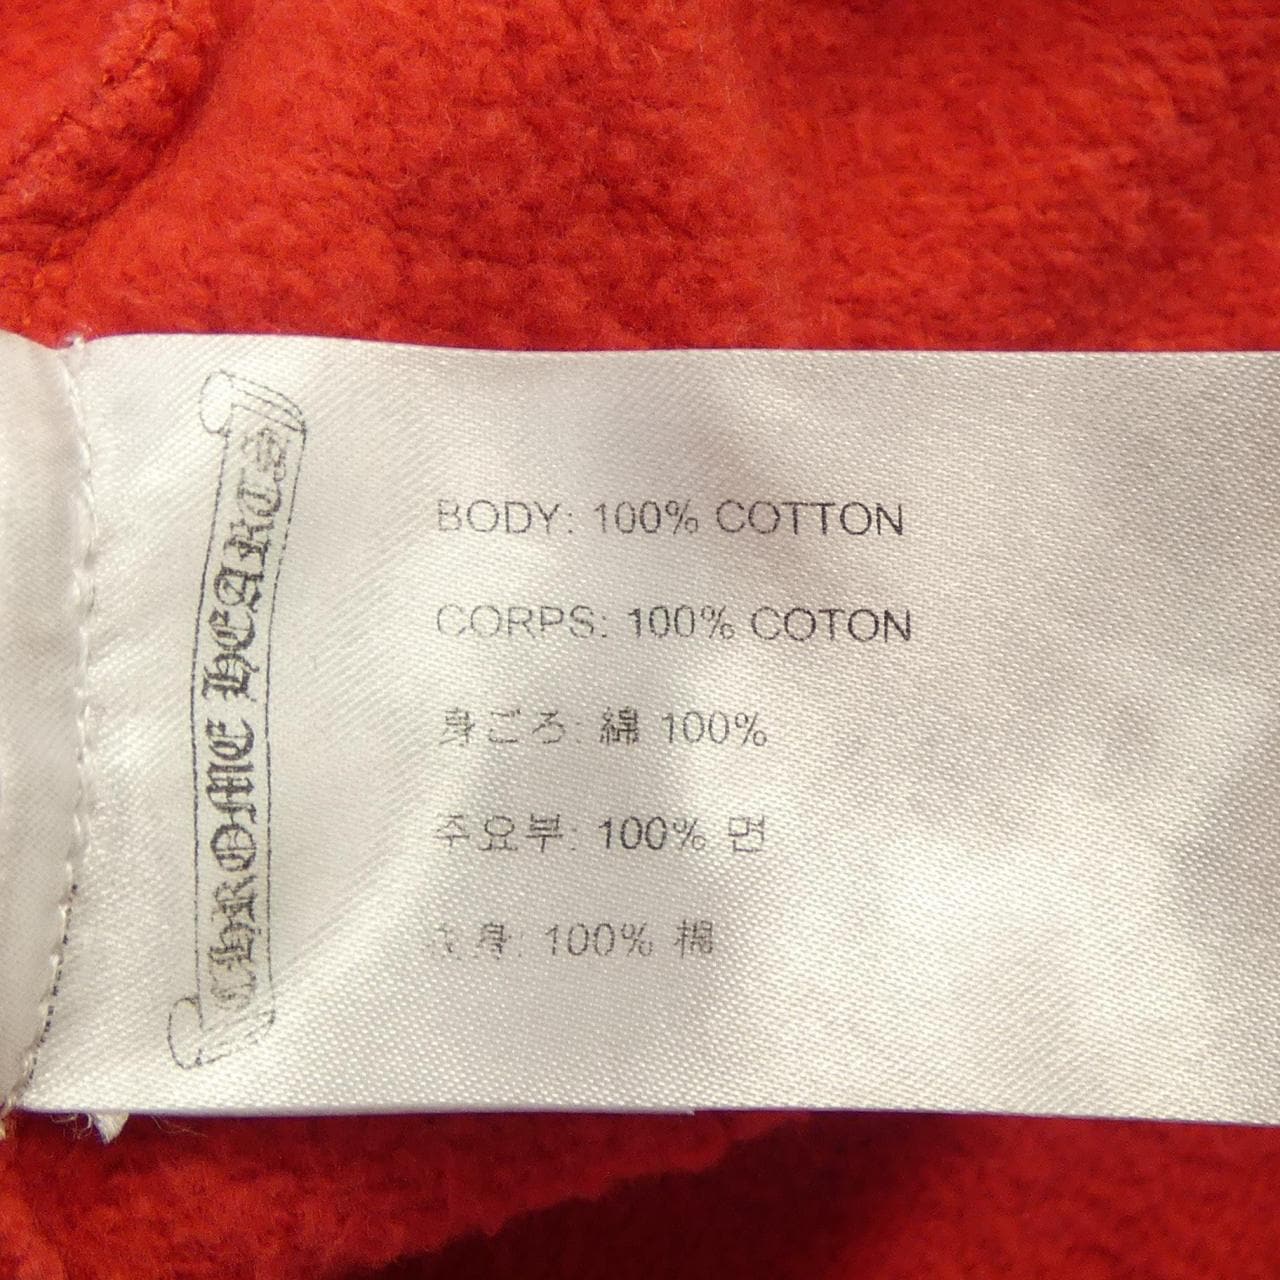 CHROME HEARTS
BODY: 100% COTTON
CORPS: 100% COTON
身ごろ: 綿 100%
주요부: 100% 면
身: 100% 棉